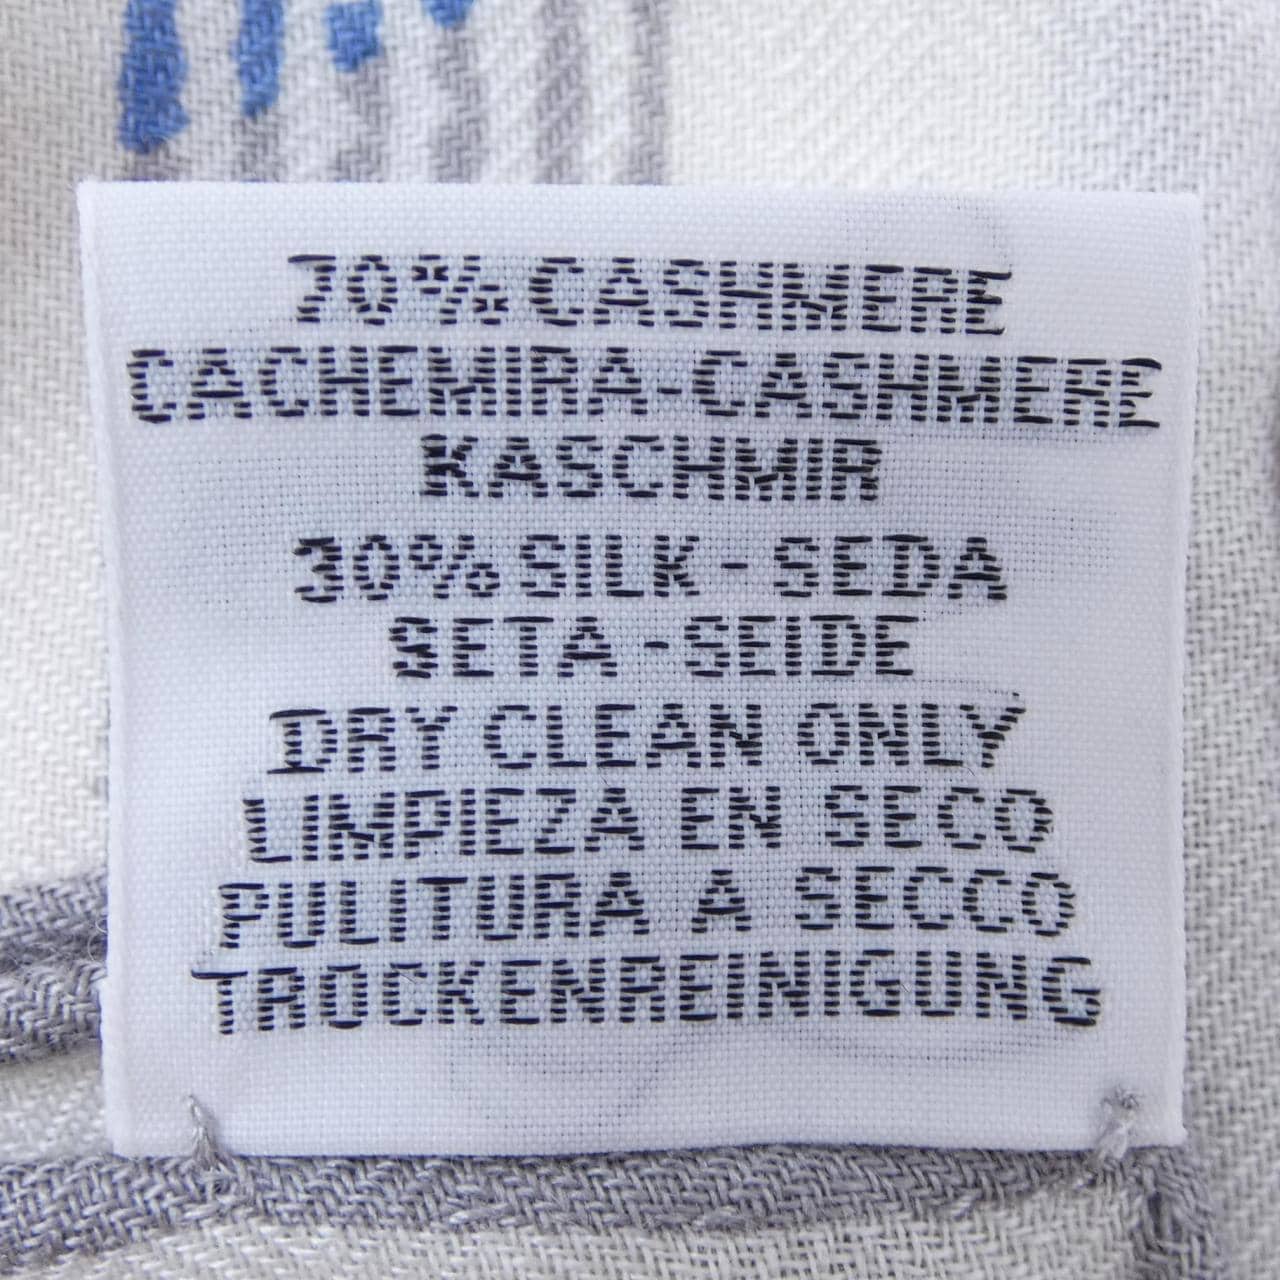 70% CASHMERE
CACHEMIRA-CASHMERE
KASCHMIR
30% SILK - SEDA
SETA - SEIDE
DRY CLEAN ONLY
LIMPIEZA EN SECO
PULITURA A SECCO
TROCKENREINIGUNG